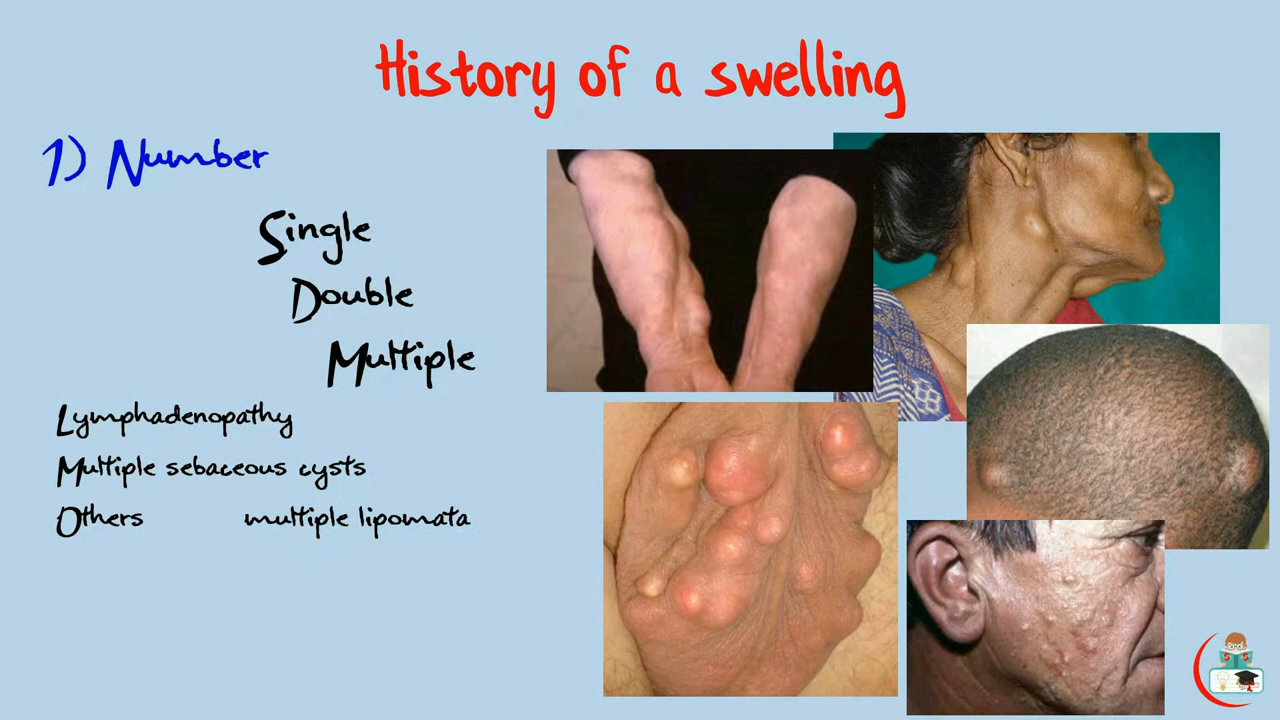 History of a swelling
1) Number
Single
Double
Multiple
Lymphadenopathy
Multiple sebaceous cysts
Others multiple lipomata